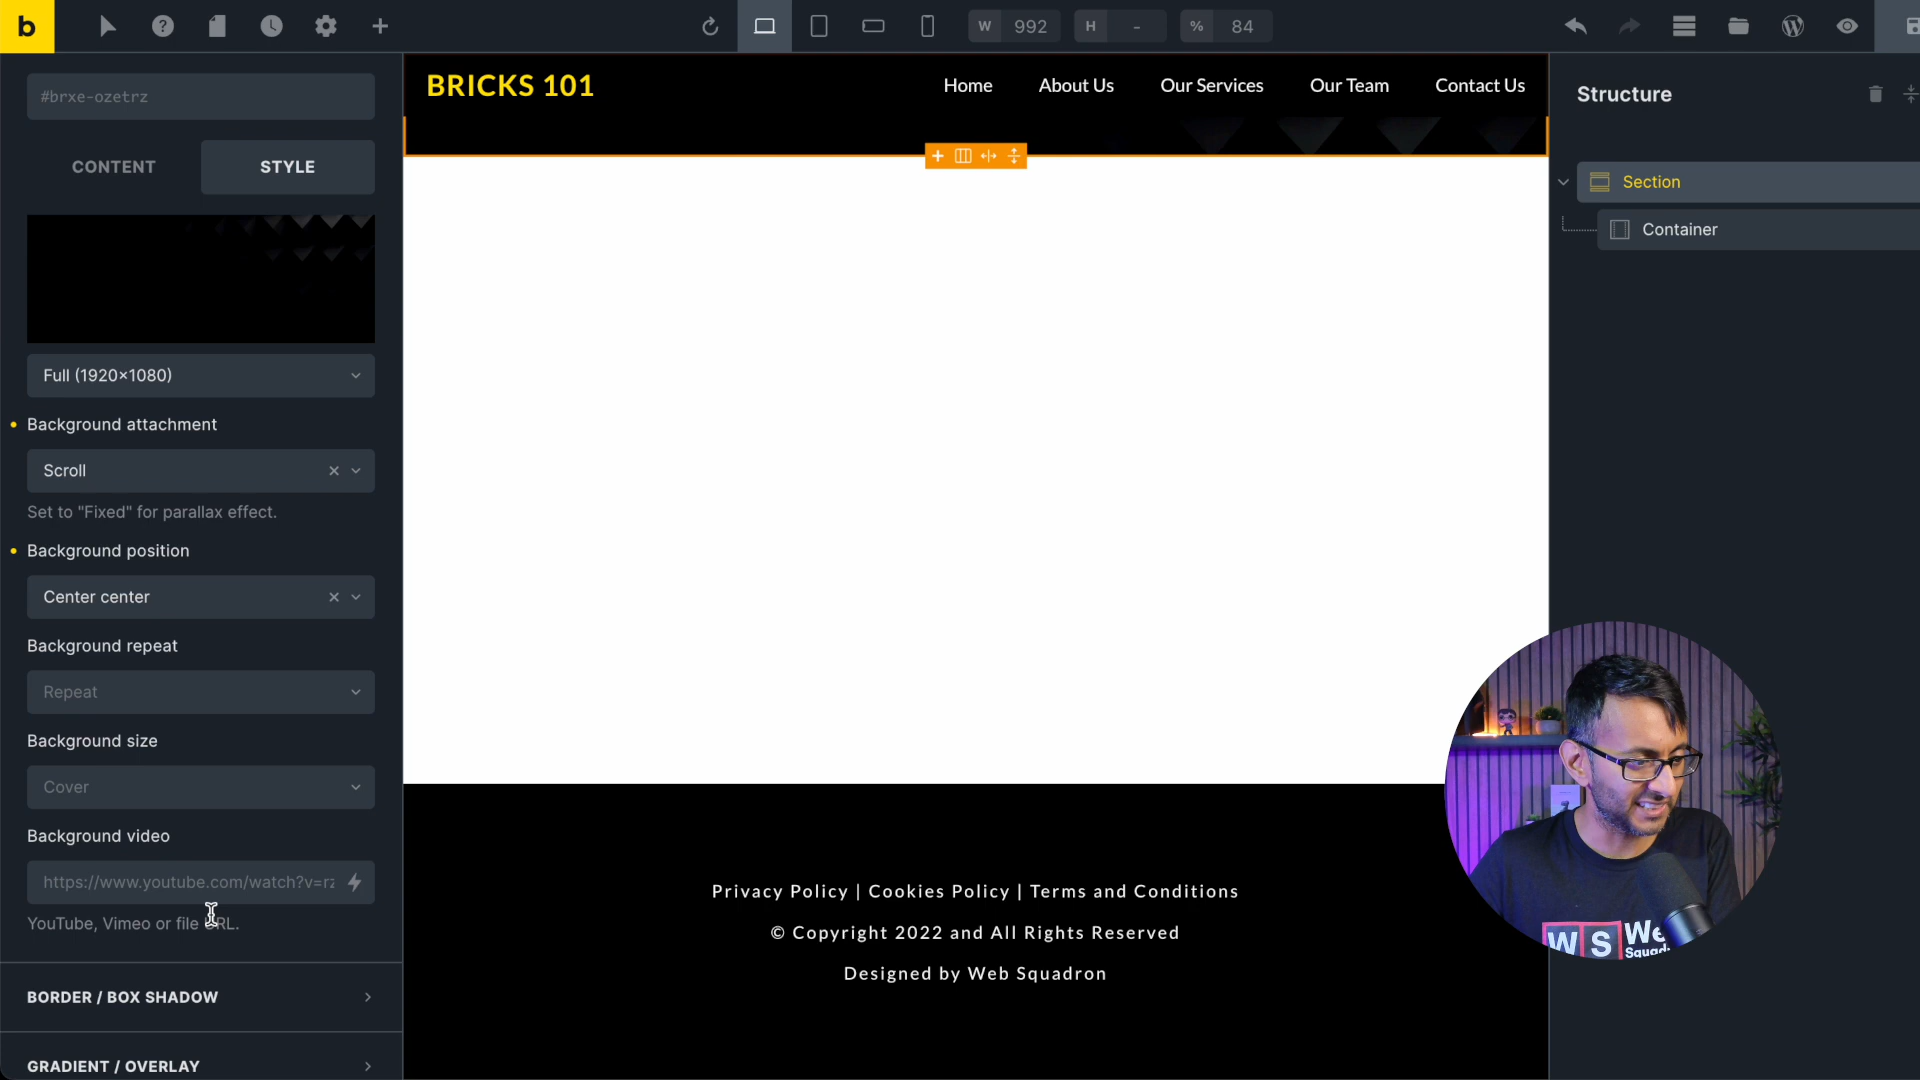 b
W 992
H -
% 84
#brxe-ozetrz
CONTENT
STYLE
Full (1920×1080)
Background attachment
Scroll
Set to "Fixed" for parallax effect.
Background position
Center center
Background repeat
Repeat
Background size
Cover
Background video
https://www.youtube.com/watch?v=rz
YouTube, Vimeo or file URL.
BORDER / BOX SHADOW
GRADIENT / OVERLAY
BRICKS 101
Home
About Us
Our Services
Our Team
Contact Us
Privacy Policy | Cookies Policy | Terms and Conditions
© Copyright 2022 and All Rights Reserved
Designed by Web Squadron
Structure
Section
Container
W S